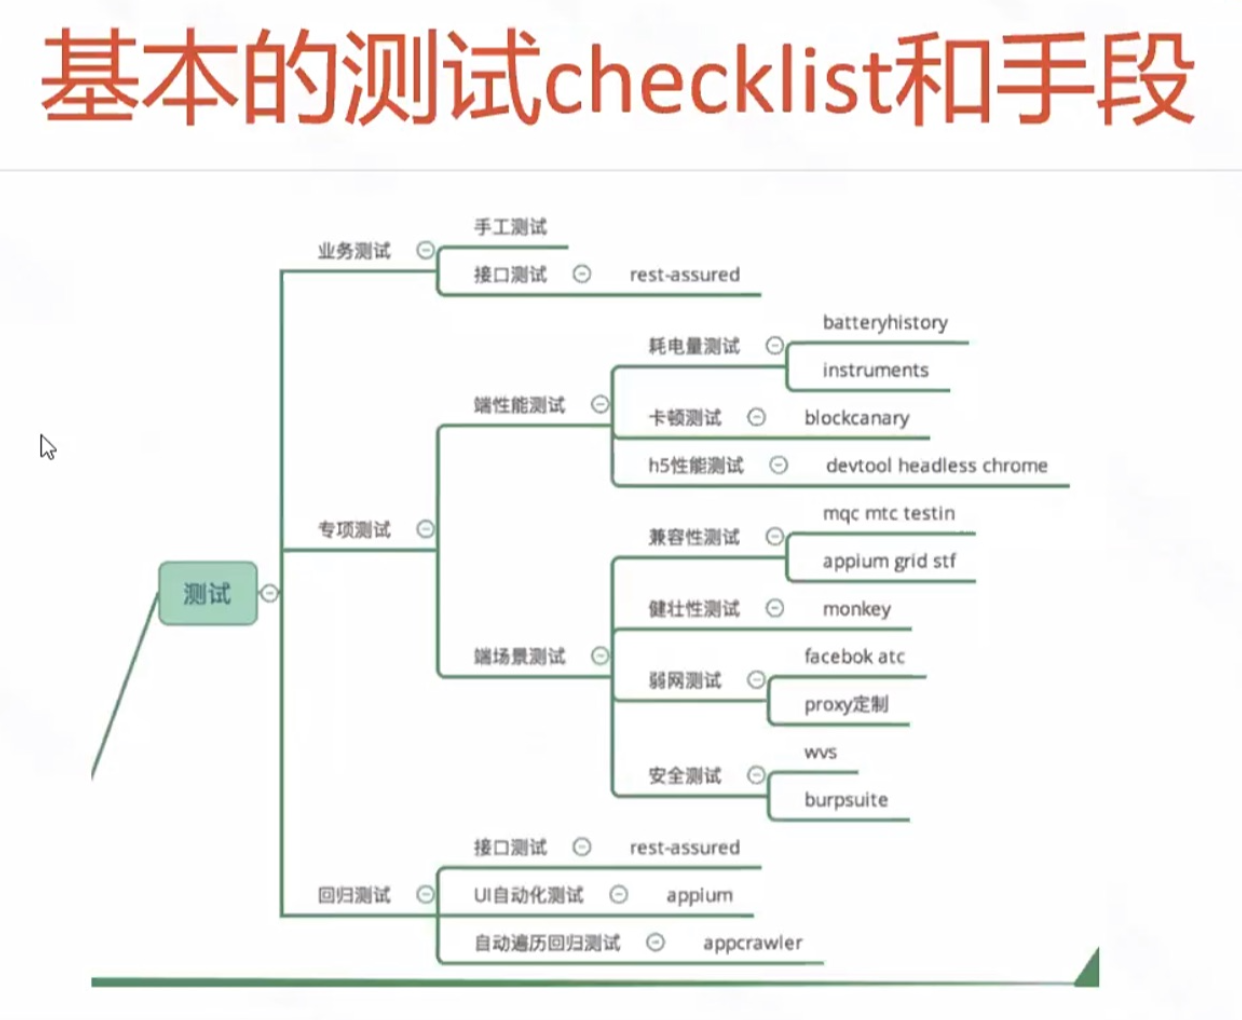 基本的测试checklist和手段
手工测试
业务测试
接口测试 rest-assured
batteryhistory
耗电量测试
instruments
端性能测试
卡顿测试 blockcanary
h5性能测试 devtool headless chrome
mqc mtc testin
专项测试
兼容性测试
appium grid stf
测试
健壮性测试 monkey
端场景测试
facebok atc
弱网测试
proxy定制
wvs
安全测试
burpsuite
接口测试 rest-assured
回归测试
UI自动化测试 appium
自动遍历回归测试 appcrawler